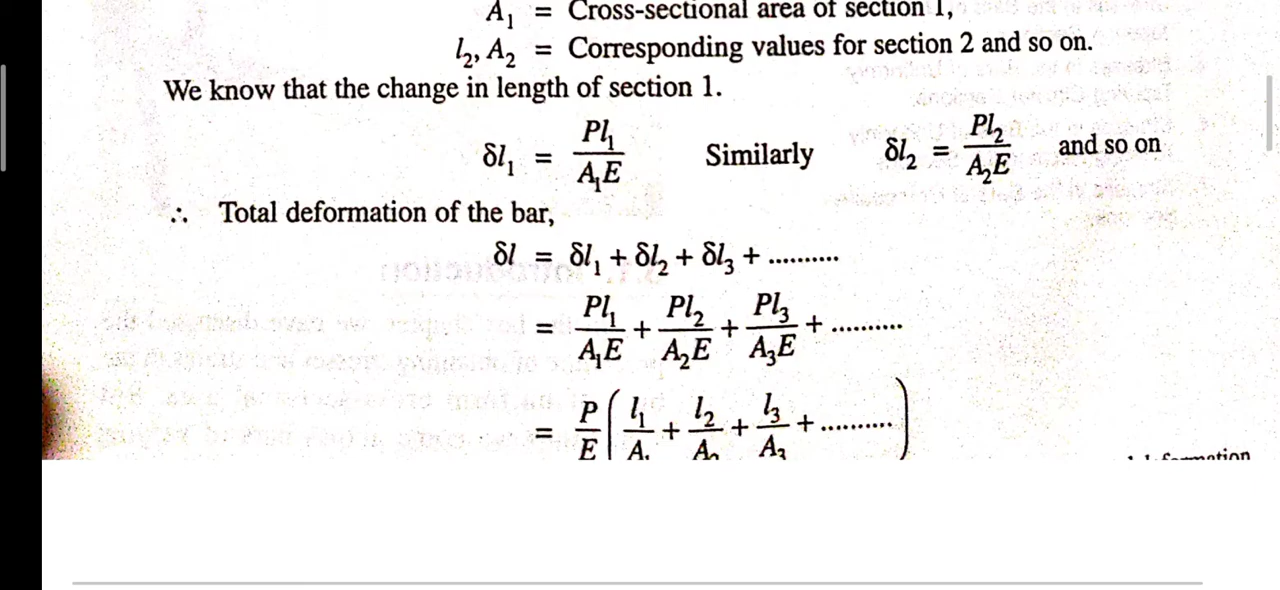 A₁ = Cross-sectional area of section 1,
l₂, A₂ = Corresponding values for section 2 and so on.
We know that the change in length of section 1.
δl₁ = Pl₁/A₁E Similarly δl₂ = Pl₂/A₂E and so on
∴ Total deformation of the bar,
δl = δl₁ + δl₂ + δl₃ + ..........
= Pl₁/A₁E + Pl₂/A₂E + Pl₃/A₃E + ..........
= P/E ( l₁/A₁ + l₂/A₂ + l₃/A₃ + .......... )